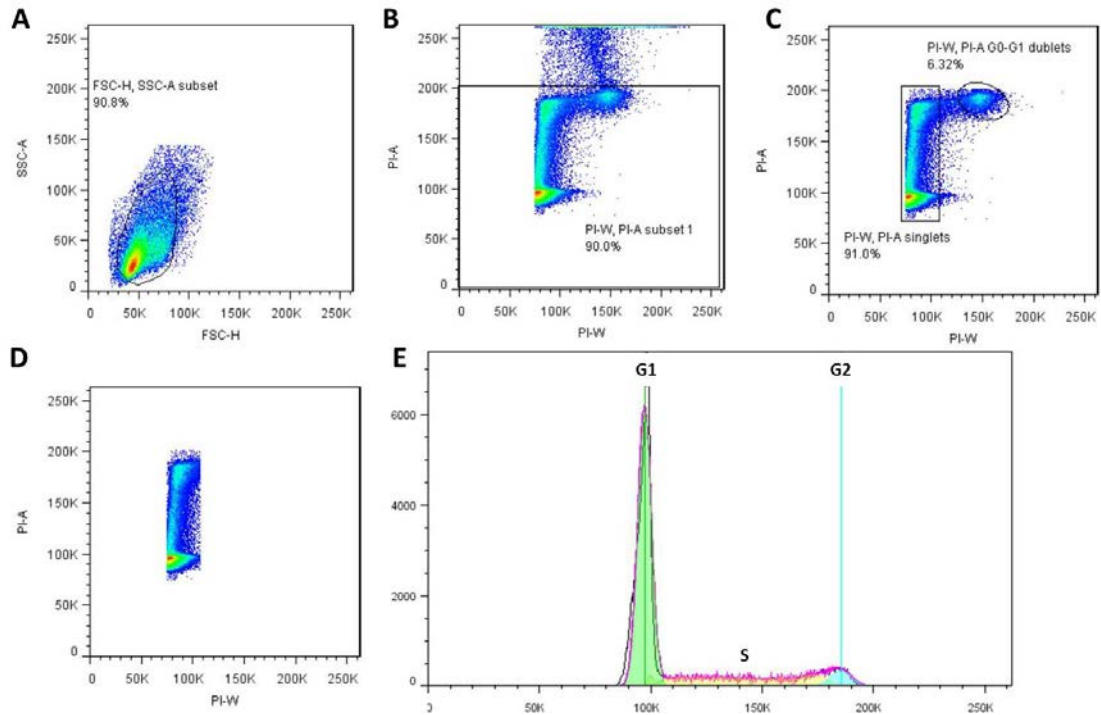 A
250K
200K
150K
100K
50K
0
SSC-A
FSC-H, SSC-A subset
90.8%
0 50K 100K 150K 200K 250K
FSC-H
B
250K
200K
150K
100K
50K
0
PI-A
PI-W, PI-A subset 1
90.0%
0 50K 100K 150K 200K 250K
PI-W
C
250K
200K
150K
100K
50K
0
PI-A
PI-W, PI-A G0-G1 dublets
6.32%
PI-W, PI-A singlets
91.0%
0 50K 100K 150K 200K 250K
PI-W
D
250K
200K
150K
100K
50K
0
PI-A
0 50K 100K 150K 200K 250K
PI-W
E
G1 G2
6000
4000
2000
0
S
0 50K 100K 150K 200K 250K